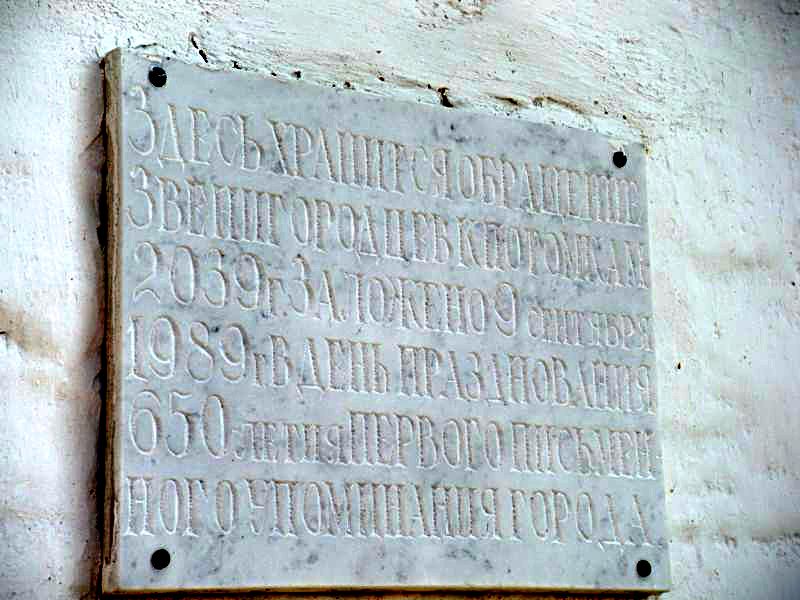 Здесь хранится обращение
звенигородцев к потомкам
2039г. Заложено 9 сентября
1989г в день празднования
650 летия первого письмен
ного упоминания города